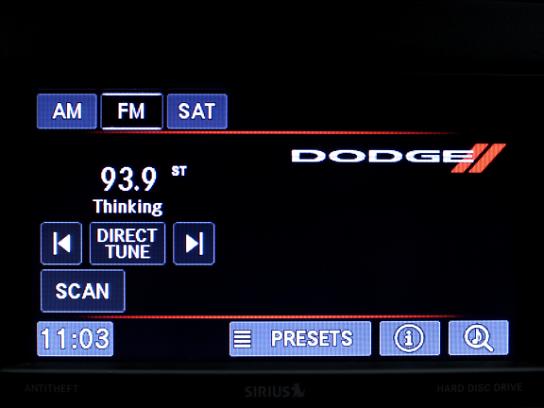 AM FM SAT
DODGE
93.9 ST
Thinking
DIRECT
TUNE
SCAN
11:03 PRESETS
ANTITHEFT SIRIUS HARD DISC DRIVE